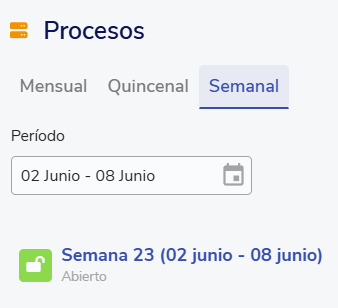 Procesos
Mensual Quincenal Semanal
Período
02 Junio - 08 Junio
Semana 23 (02 junio - 08 junio)
Abierto